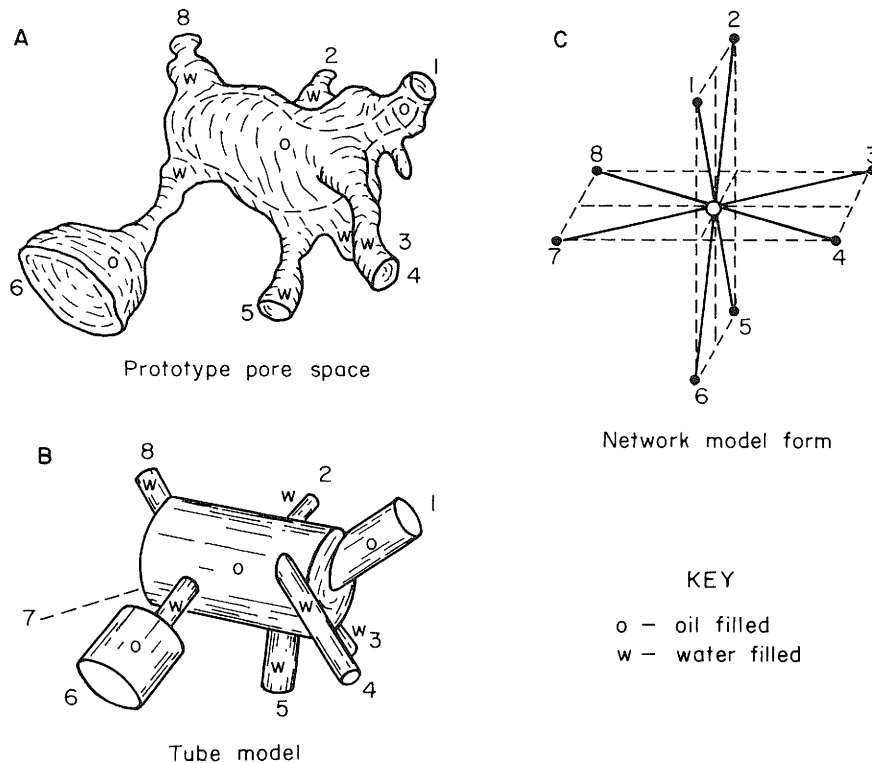 A
8
2
1
W
W
O
O
W
O
6
W
W
3
4
W
5
Prototype pore space
B
8
W
W
2
1
O
O
W
W
7
W
3
O
W
6
5
4
Tube model
C
2
1
8
3
7
4
5
6
Network model form
KEY
o – oil filled
w – water filled